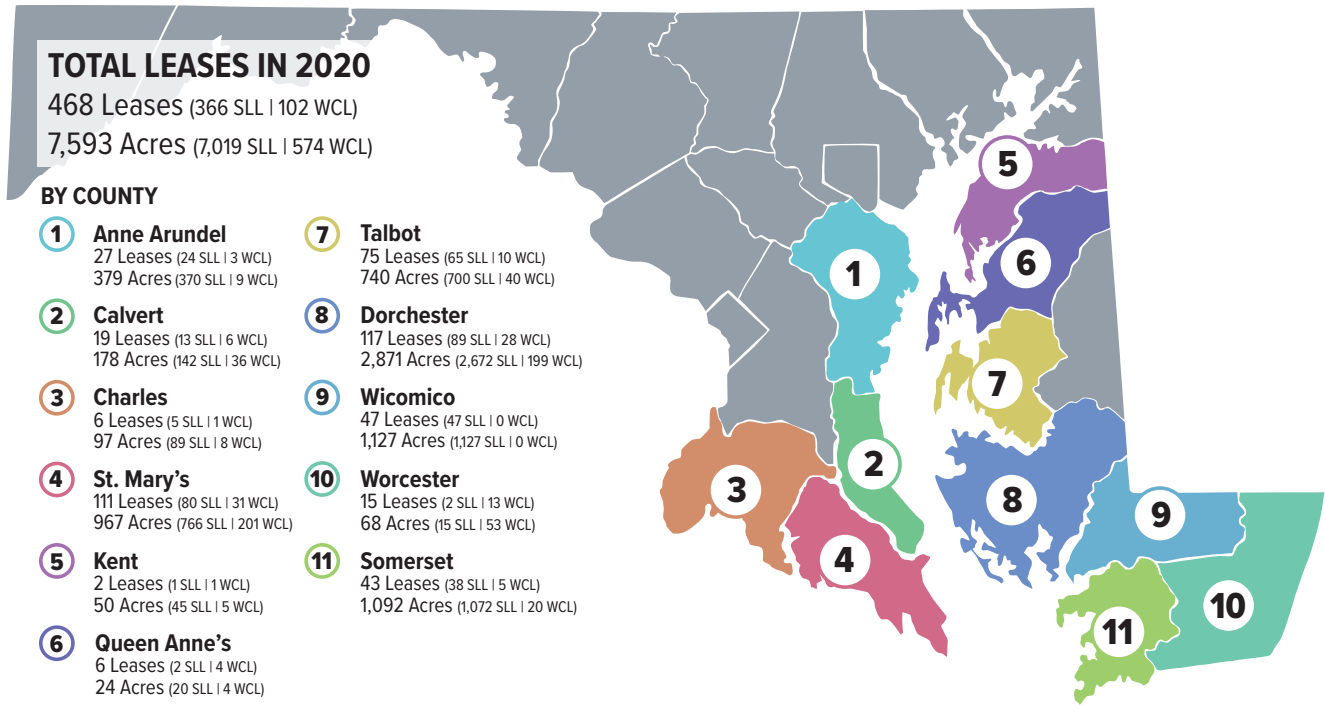 TOTAL LEASES IN 2020
468 Leases (366 SLL | 102 WCL)
7,593 Acres (7,019 SLL | 574 WCL)
BY COUNTY
1 Anne Arundel
27 Leases (24 SLL | 3 WCL)
379 Acres (370 SLL | 9 WCL)
2 Calvert
19 Leases (13 SLL | 6 WCL)
178 Acres (142 SLL | 36 WCL)
3 Charles
6 Leases (5 SLL | 1 WCL)
97 Acres (89 SLL | 8 WCL)
4 St. Mary's
111 Leases (80 SLL | 31 WCL)
967 Acres (766 SLL | 201 WCL)
5 Kent
2 Leases (1 SLL | 1 WCL)
50 Acres (45 SLL | 5 WCL)
6 Queen Anne's
6 Leases (2 SLL | 4 WCL)
24 Acres (20 SLL | 4 WCL)
7 Talbot
75 Leases (65 SLL | 10 WCL)
740 Acres (700 SLL | 40 WCL)
8 Dorchester
117 Leases (89 SLL | 28 WCL)
2,871 Acres (2,672 SLL | 199 WCL)
9 Wicomico
47 Leases (47 SLL | 0 WCL)
1,127 Acres (1,127 SLL | 0 WCL)
10 Worcester
15 Leases (2 SLL | 13 WCL)
68 Acres (15 SLL | 53 WCL)
11 Somerset
43 Leases (38 SLL | 5 WCL)
1,092 Acres (1,072 SLL | 20 WCL)
5
6
1
7
2
3
8
9
4
10
11